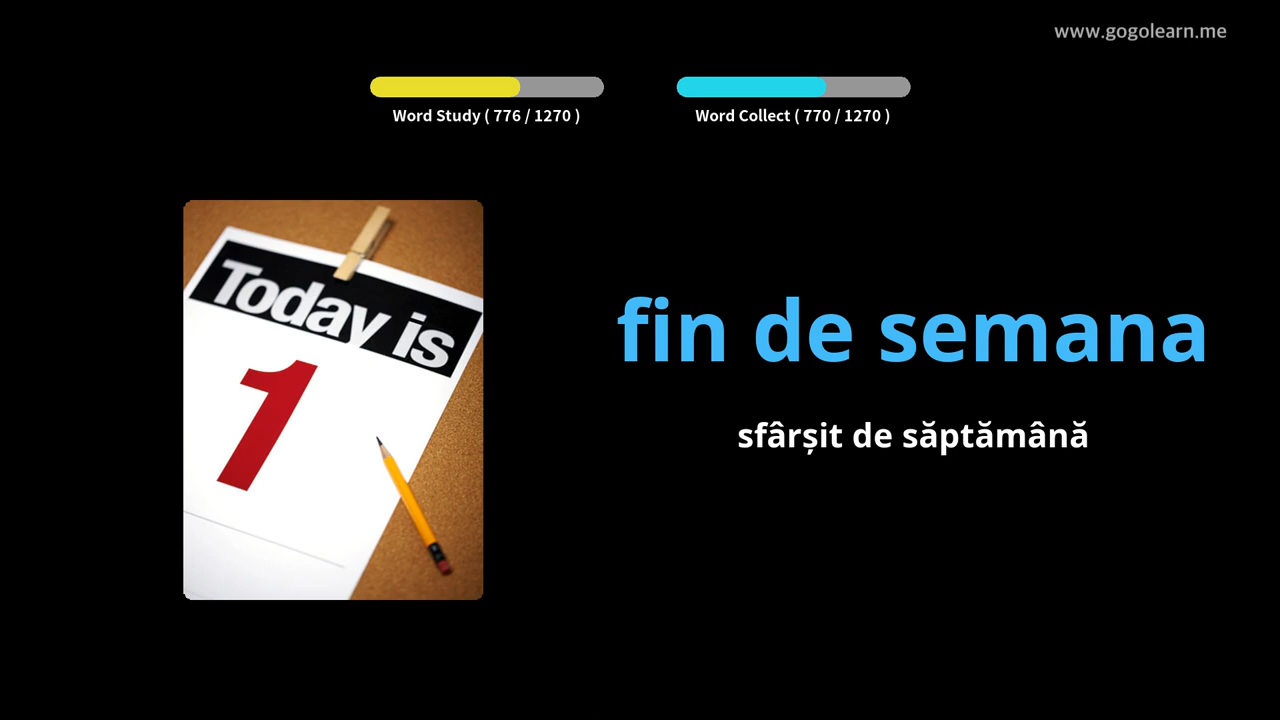 www.gogolearn.me
Word Study ( 776 / 1270 )
Word Collect ( 770 / 1270 )
Today is
1
fin de semana
sfârșit de săptămână